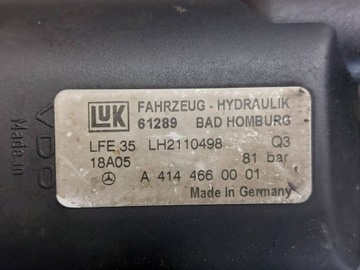 LUK
FAHRZEUG - HYDRAULIK
61289 BAD HOMBURG
LFE 35 LH2110498 Q3
18A05 81 bar
A 414 466 00 01
Made in Germany
VDO
Made in